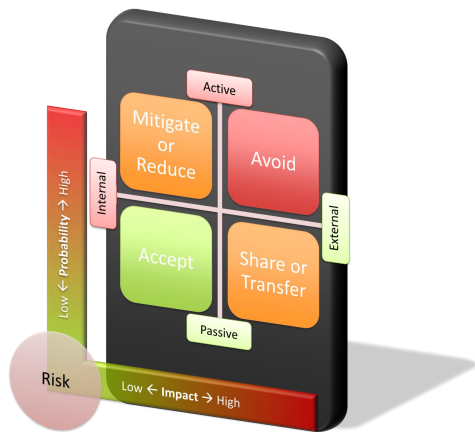 Active
Mitigate
or
Reduce
Avoid
Internal
External
Low ← Probability → High
Accept
Share or
Transfer
Passive
Risk
Low ← Impact → High